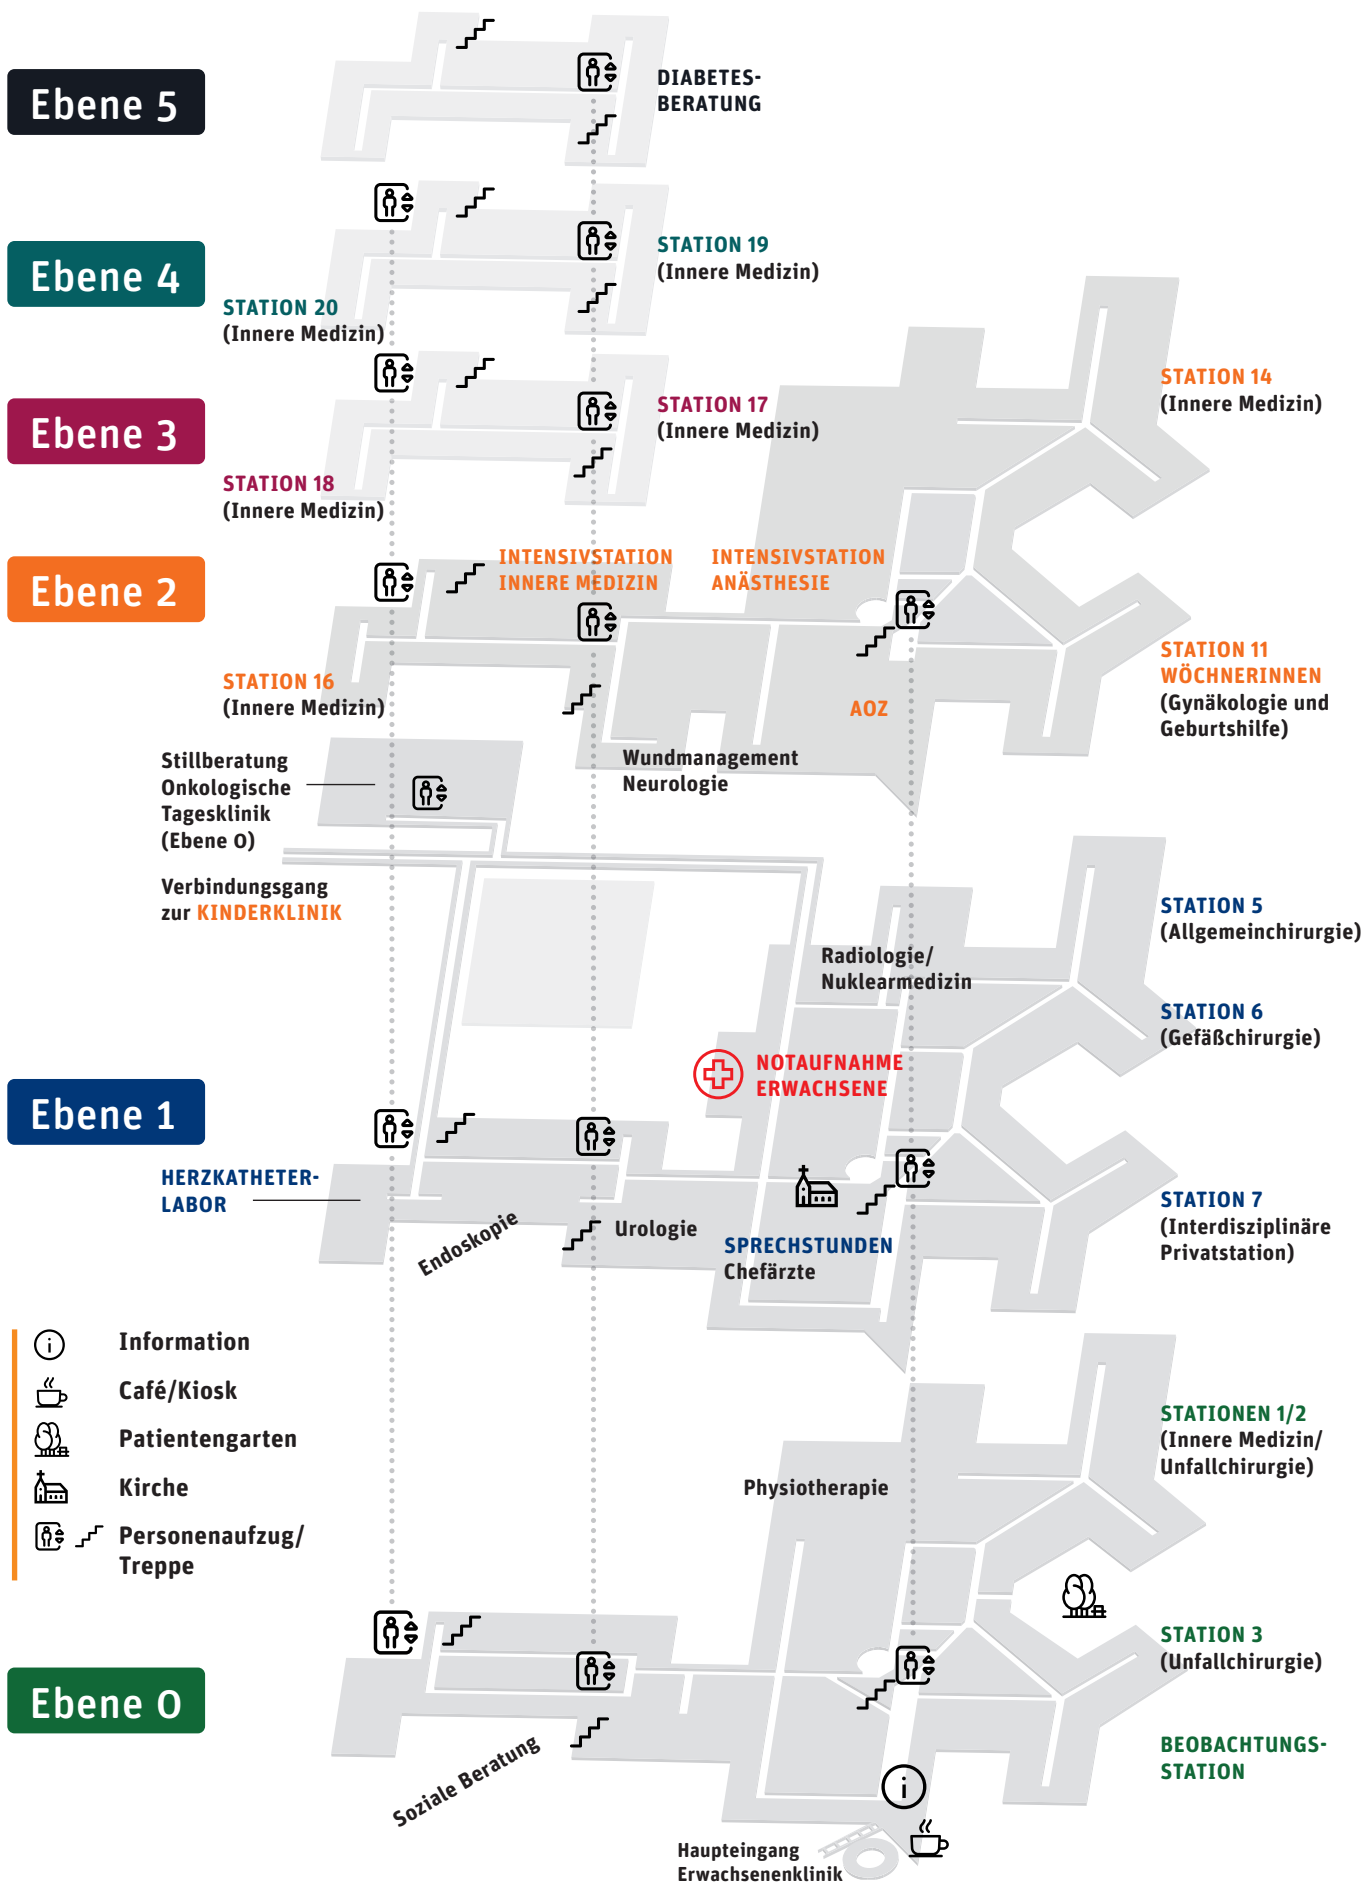 Ebene 5
DIABETES-
BERATUNG
Ebene 4
STATION 19
(Innere Medizin)
STATION 20
(Innere Medizin)
Ebene 3
STATION 17
(Innere Medizin)
STATION 18
(Innere Medizin)
STATION 14
(Innere Medizin)
Ebene 2
INTENSIVSTATION
INNERE MEDIZIN
INTENSIVSTATION
ANÄSTHESIE
STATION 16
(Innere Medizin)
AOZ
STATION 11
WÖCHNERINNEN
(Gynäkologie und
Geburtshilfe)
Wundmanagement
Neurologie
Stillberatung
Onkologische
Tagesklinik
(Ebene 0)
Verbindungsgang
zur KINDERKLINIK
STATION 5
(Allgemeinchirurgie)
Radiologie/
Nuklearmedizin
STATION 6
(Gefäßchirurgie)
NOTAUFNAHME
ERWACHSENE
Ebene 1
HERZKATHETER-
LABOR
Endoskopie
Urologie
SPRECHSTUNDEN
Chefärzte
STATION 7
(Interdisziplinäre
Privatstation)
i
Information
Café/Kiosk
Patientengarten
Kirche
Personenaufzug/
Treppe
STATIONEN 1/2
(Innere Medizin/
Unfallchirurgie)
Physiotherapie
STATION 3
(Unfallchirurgie)
Ebene 0
Soziale Beratung
BEOBACHTUNGS-
STATION
i
Haupteingang
Erwachsenenklinik